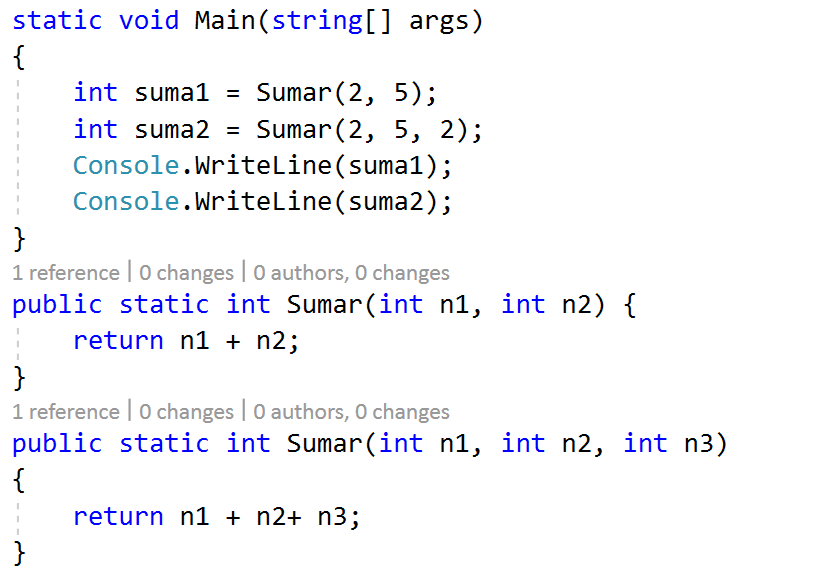 static void Main(string[] args)
{
    int suma1 = Sumar(2, 5);
    int suma2 = Sumar(2, 5, 2);
    Console.WriteLine(suma1);
    Console.WriteLine(suma2);
}
1 reference | 0 changes | 0 authors, 0 changes
public static int Sumar(int n1, int n2) {
    return n1 + n2;
}
1 reference | 0 changes | 0 authors, 0 changes
public static int Sumar(int n1, int n2, int n3)
{
    return n1 + n2+ n3;
}